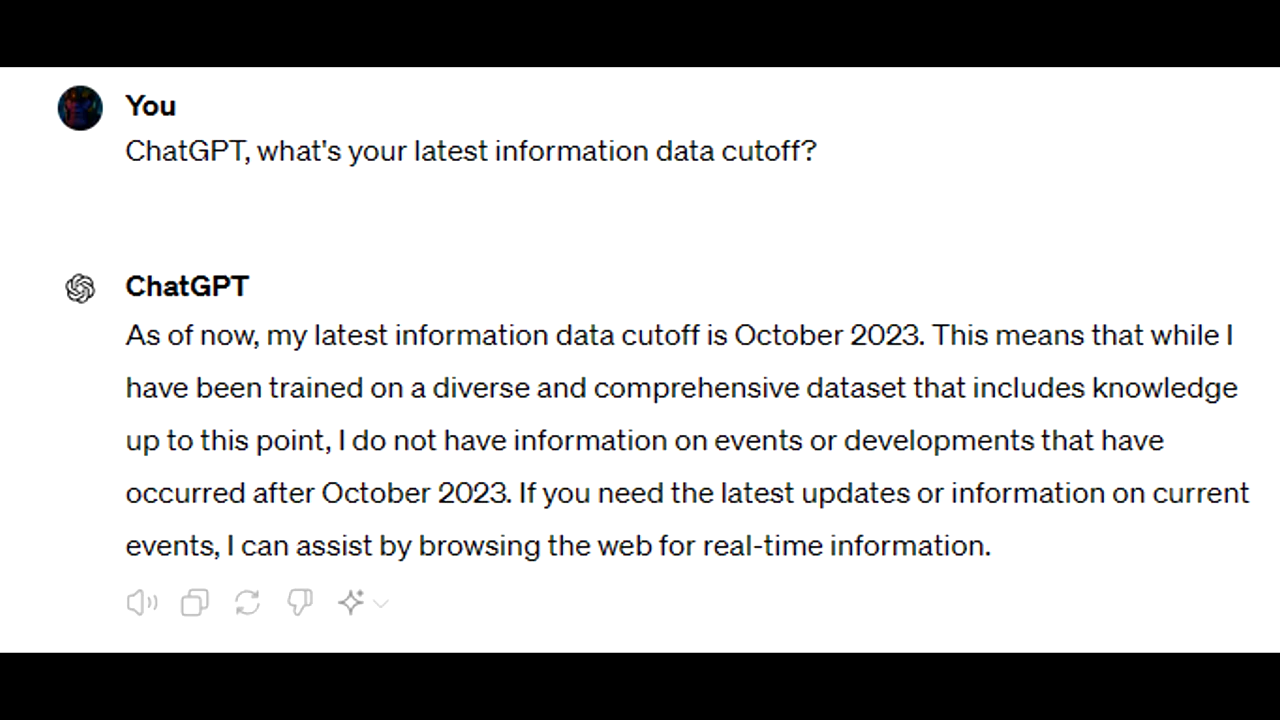 You
ChatGPT, what's your latest information data cutoff?
ChatGPT
As of now, my latest information data cutoff is October 2023. This means that while I
have been trained on a diverse and comprehensive dataset that includes knowledge
up to this point, I do not have information on events or developments that have
occurred after October 2023. If you need the latest updates or information on current
events, I can assist by browsing the web for real-time information.